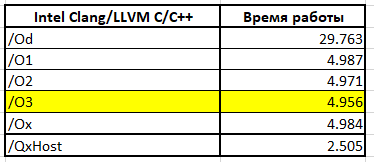 Intel Clang/LLVM C/C++ Время работы
/Od 29.763
/O1 4.987
/O2 4.971
/O3 4.956
/Ox 4.984
/QxHost 2.505